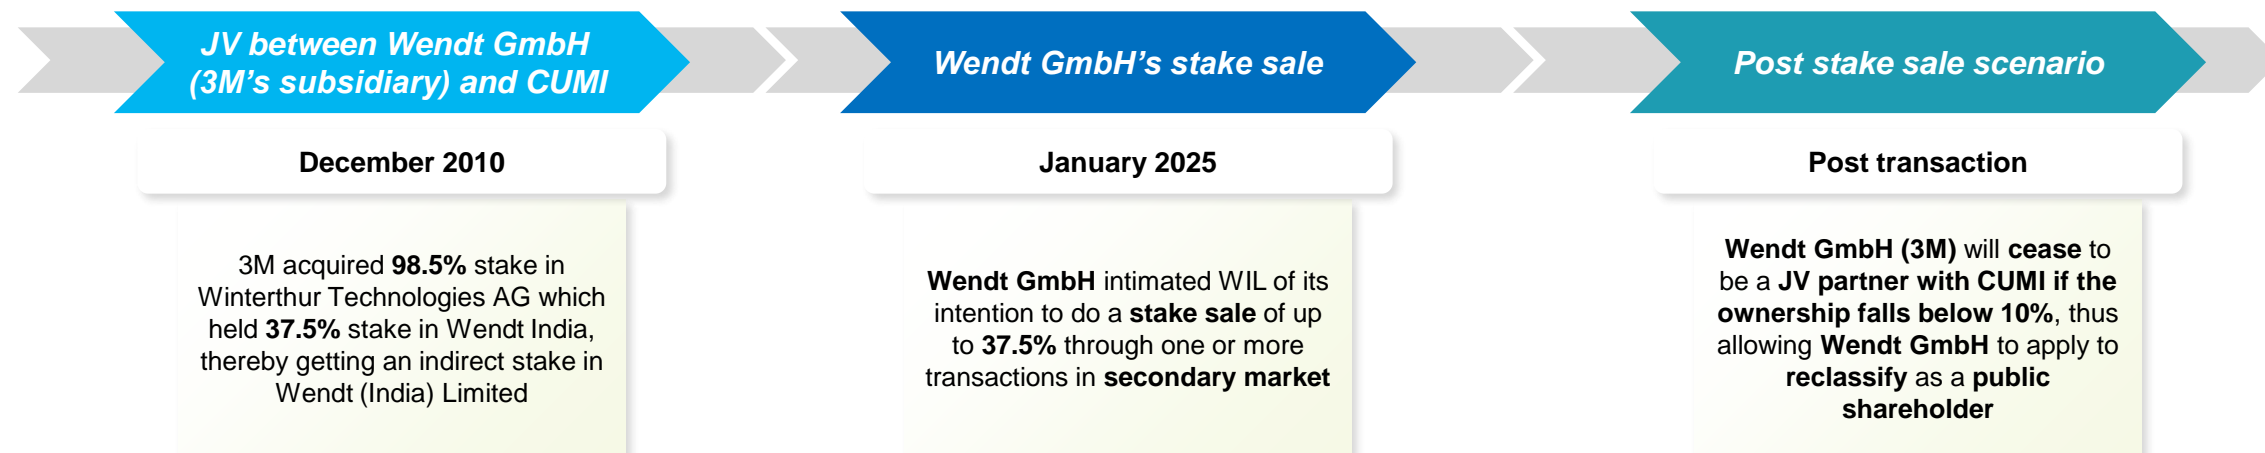 JV between Wendt GmbH
(3M's subsidiary) and CUMI
December 2010
3M acquired 98.5% stake in
Winterthur Technologies AG which
held 37.5% stake in Wendt India,
thereby getting an indirect stake in
Wendt (India) Limited
Wendt GmbH's stake sale
January 2025
Wendt GmbH intimated WIL of its
intention to do a stake sale of up
to 37.5% through one or more
transactions in secondary market
Post stake sale scenario
Post transaction
Wendt GmbH (3M) will cease to
be a JV partner with CUMI if the
ownership falls below 10%, thus
allowing Wendt GmbH to apply to
reclassify as a public
shareholder